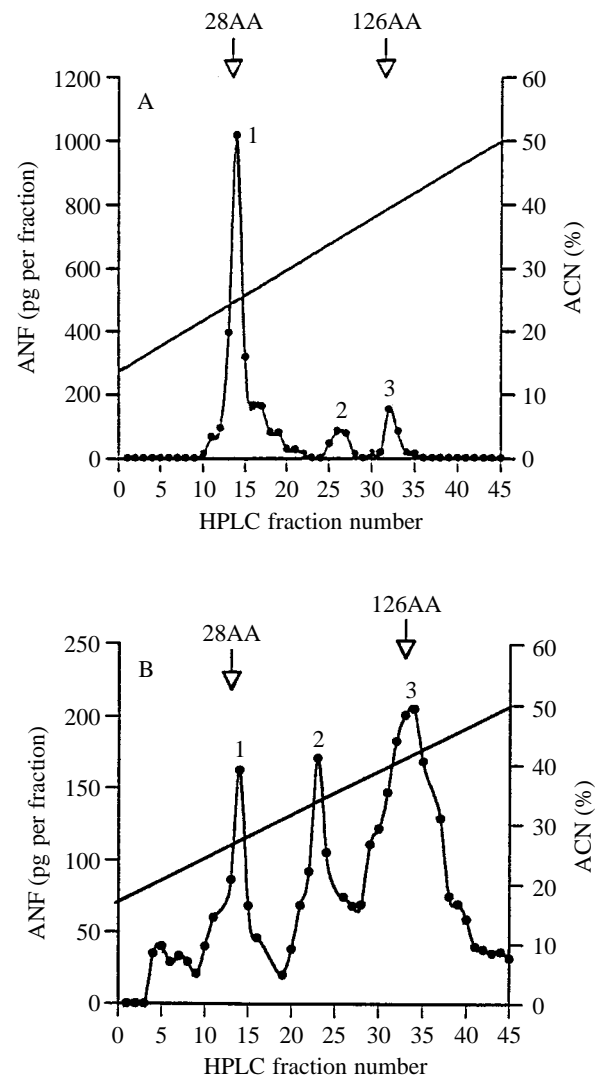 28AA 126AA
A
1200 1000 800 600 400 200 0
ANF (pg per fraction)
1 2 3
60 50 40 30 20 10 0
ACN (%)
0 5 10 15 20 25 30 35 40 45
HPLC fraction number
28AA 126AA
B
250 200 150 100 50 0
ANF (pg per fraction)
1 2 3
60 50 40 30 20 10 0
ACN (%)
0 5 10 15 20 25 30 35 40 45
HPLC fraction number